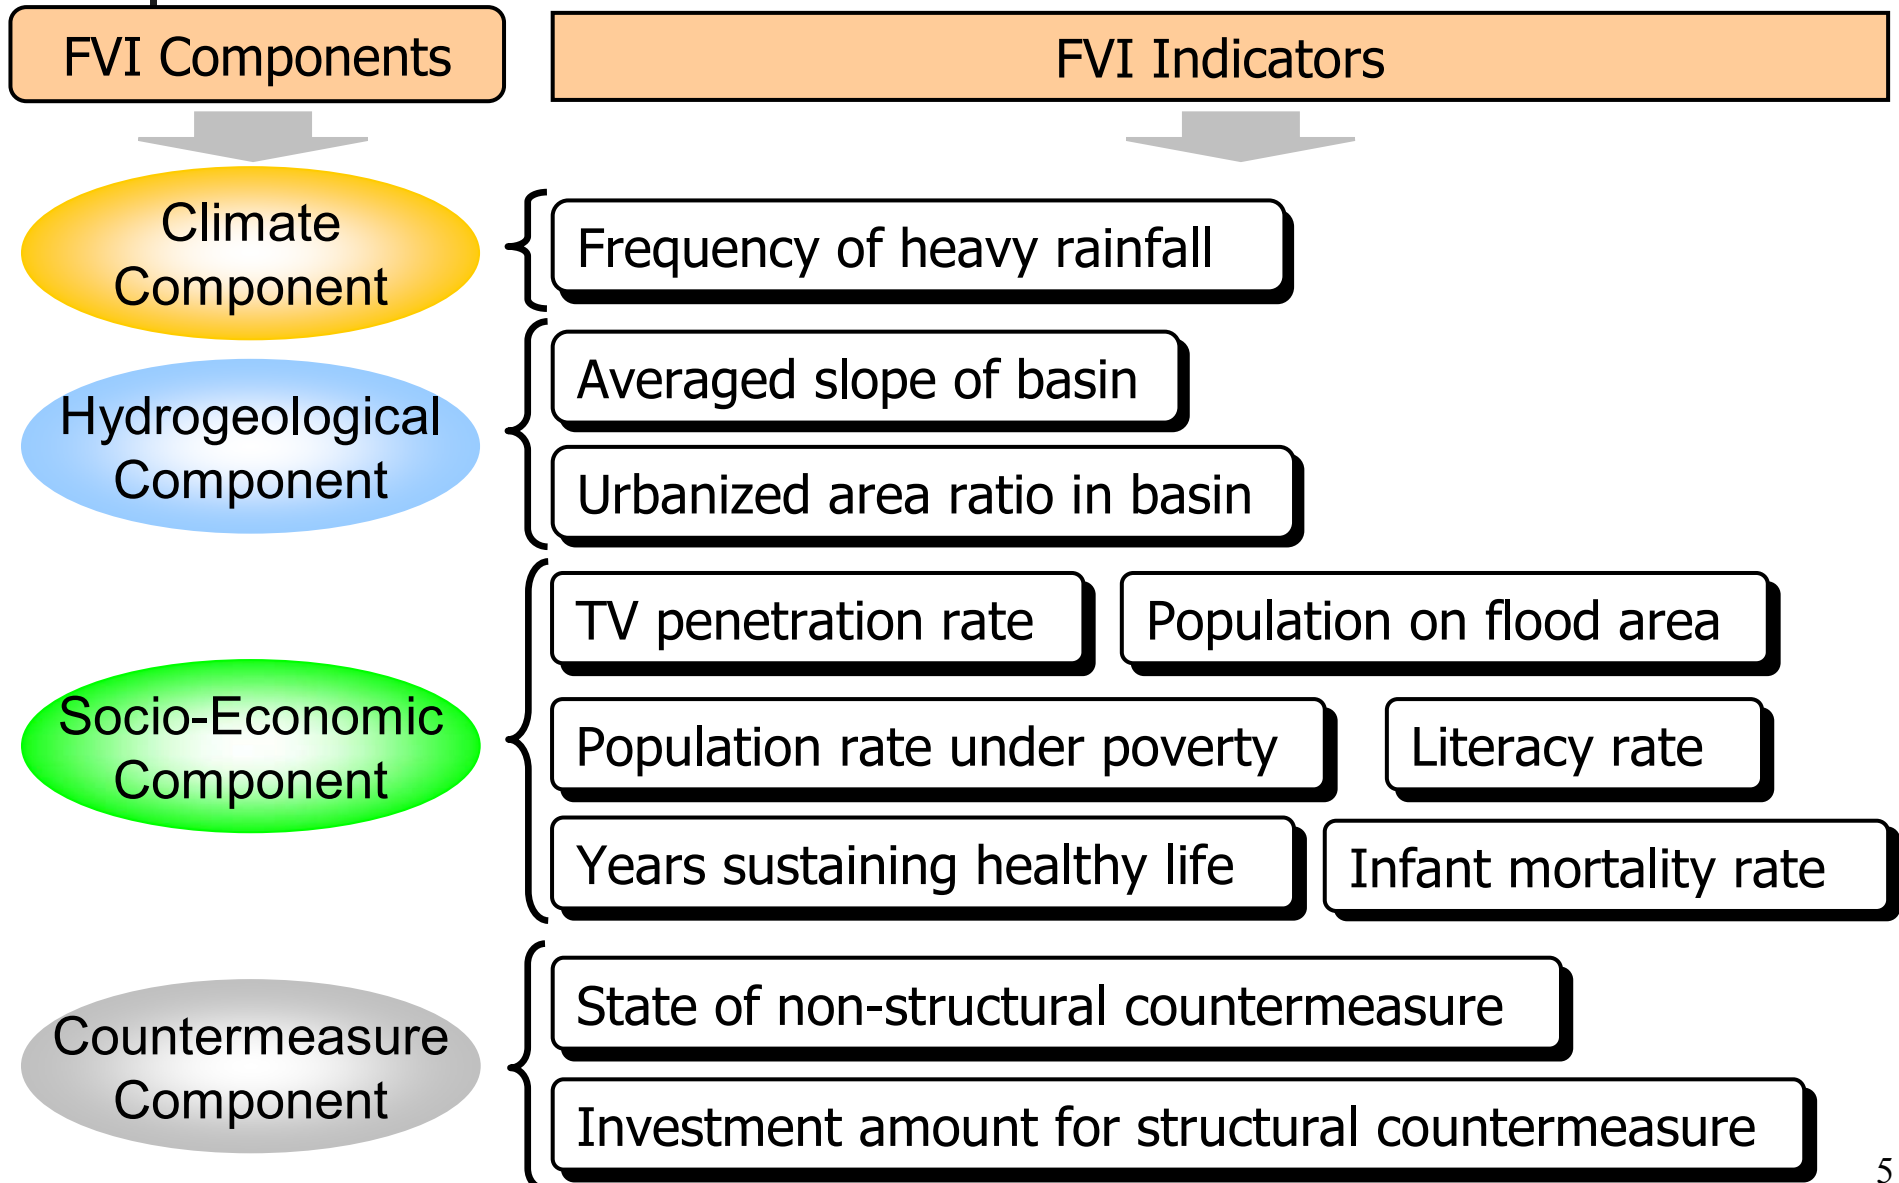 FVI Components
FVI Indicators
Climate
Component
Frequency of heavy rainfall
Hydrogeological
Component
Averaged slope of basin
Urbanized area ratio in basin
Socio-Economic
Component
TV penetration rate
Population on flood area
Population rate under poverty
Literacy rate
Years sustaining healthy life
Infant mortality rate
Countermeasure
Component
State of non-structural countermeasure
Investment amount for structural countermeasure
5